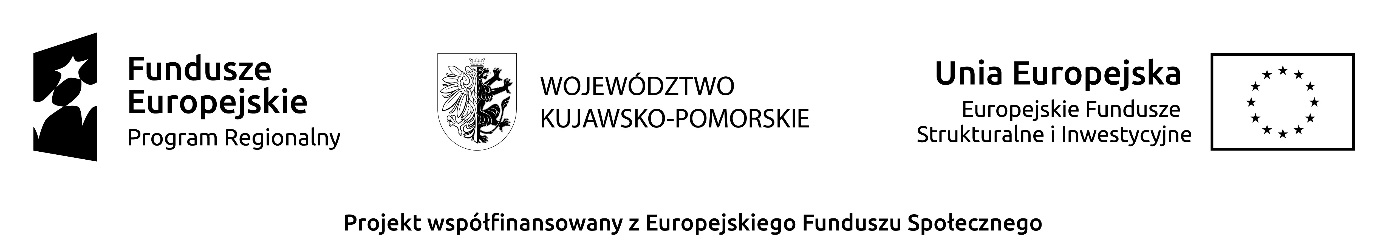 Fundusze
Europejskie
Program Regionalny
WOJEWÓDZTWO
KUJAWSKO-POMORSKIE
Unia Europejska
Europejskie Fundusze
Strukturalne i Inwestycyjne
Projekt współfinansowany z Europejskiego Funduszu Społecznego